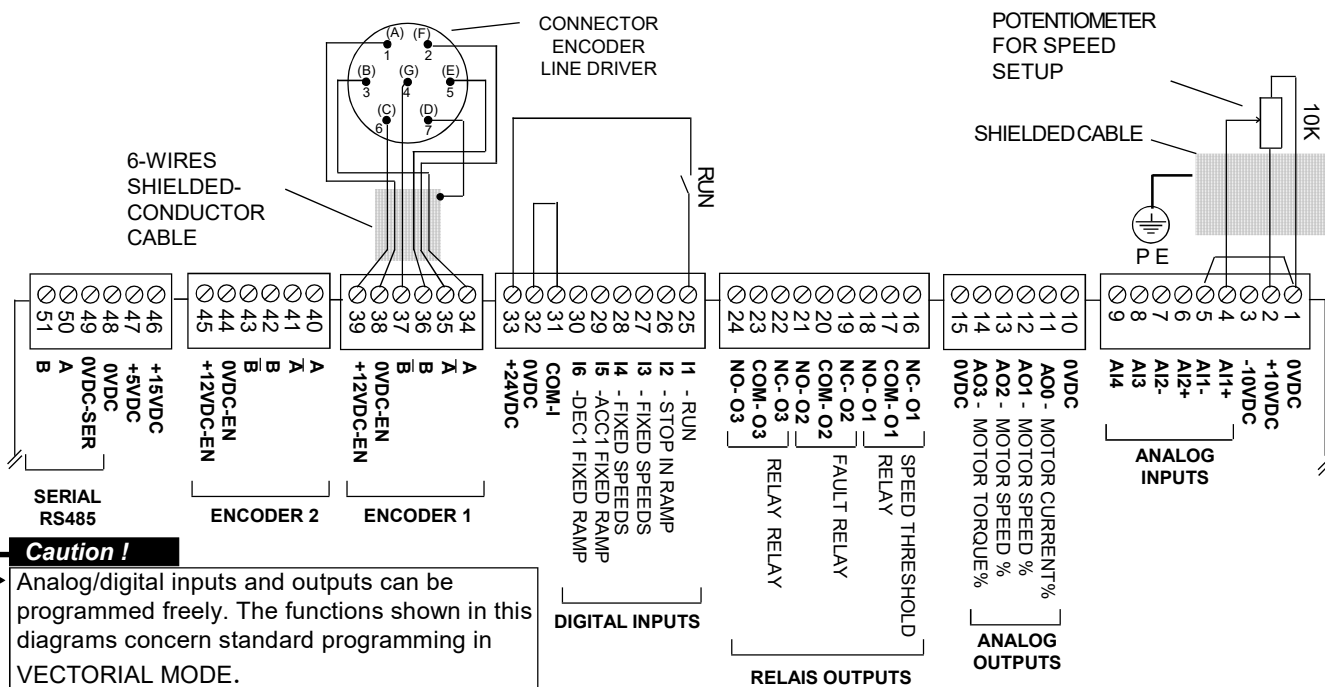 CONNECTOR
ENCODER
LINE DRIVER
(A) (F)
1 2
(B) (G) (E)
3 4 5
(C) (D)
6 7
6-WIRES
SHIELDED-
CONDUCTOR
CABLE
RUN
POTENTIOMETER
FOR SPEED
SETUP
10K
SHIELDED CABLE
P E
51 50 49 48 47 46
B
A
0VDC-SER
0VDC
+5VDC
+15VDC
SERIAL
RS485
45 44 43 42 41 40
+12VDC-EN
0VDC-EN
B̅
B
A̅
A
ENCODER 2
39 38 37 36 35 34
+12VDC-EN
0VDC-EN
B̅
B
A̅
A
ENCODER 1
33 32 31 30 29 28 27 26 25
+24VDC
0VDC
COM-I
I6 -DEC1 FIXED RAMP
I5 -ACC1 FIXED RAMP
I4 - FIXED SPEEDS
I3 - FIXED SPEEDS
I2 - STOP IN RAMP
I1 - RUN
DIGITAL INPUTS
24 23 22 21 20 19 18 17 16
NO- O3
COM- O3
NC- O3
NO- O2
COM- O2
NC- O2
NO- O1
COM- O1
NC- O1
RELAY RELAY
FAULT RELAY
SPEED THRESHOLD
RELAY
RELAIS OUTPUTS
15 14 13 12 11 10
0VDC
AO3 - MOTOR TORQUE%
AO2 - MOTOR SPEED %
AO1 - MOTOR SPEED %
AO0 - MOTOR CURRENT%
0VDC
ANALOG
OUTPUTS
9 8 7 6 5 4 3 2 1
AI4
AI3
AI2-
AI2+
AI1-
AI1+
-10VDC
+10VDC
0VDC
ANALOG
INPUTS
Caution !
Analog/digital inputs and outputs can be
programmed freely. The functions shown in this
diagrams concern standard programming in
VECTORIAL MODE.